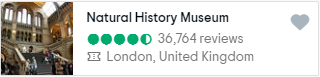 Natural History Museum
36,764 reviews
London, United Kingdom